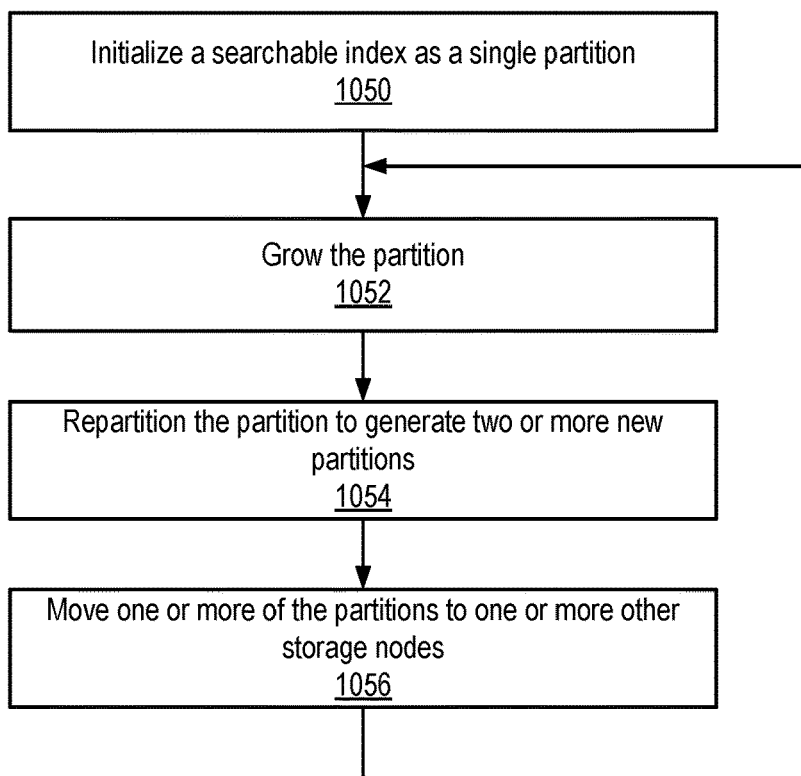 Initialize a searchable index as a single partition
1050
Grow the partition
1052
Repartition the partition to generate two or more new
partitions
1054
Move one or more of the partitions to one or more other
storage nodes
1056